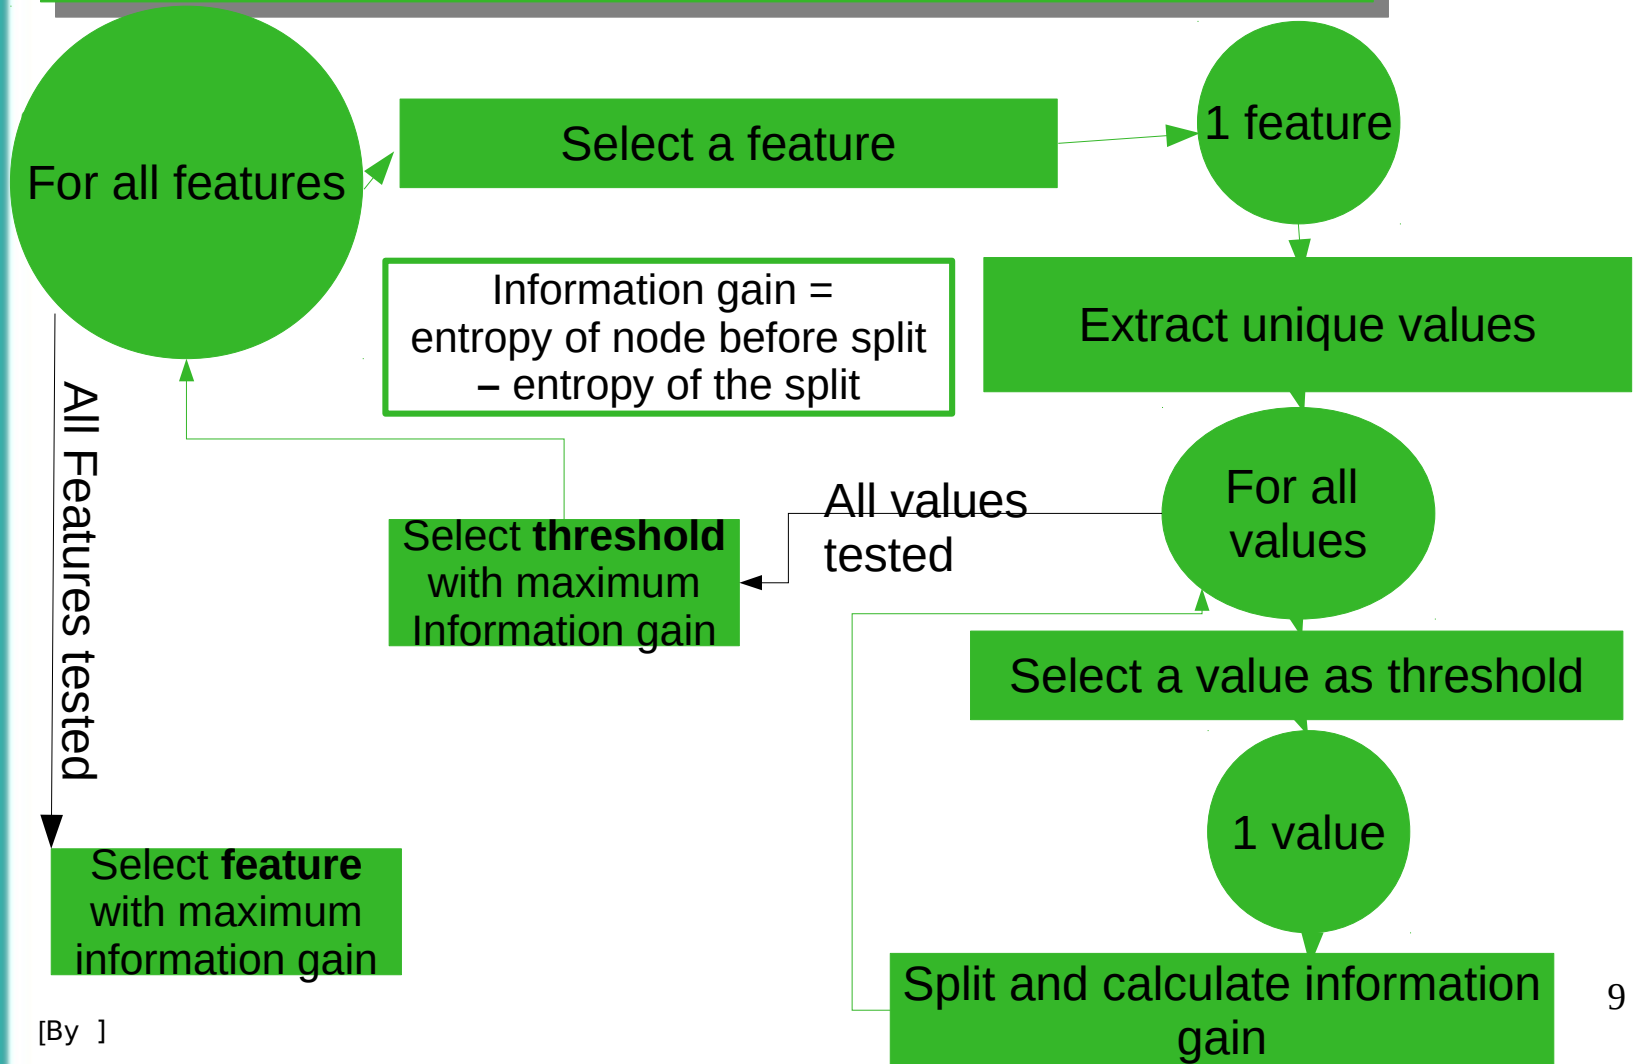 For all features
Select a feature
1 feature
Information gain =
entropy of node before split
– entropy of the split
Extract unique values
All Features tested
For all
values
All values
tested
Select threshold
with maximum
Information gain
Select a value as threshold
1 value
Select feature
with maximum
information gain
Split and calculate information
gain
9
[By ]